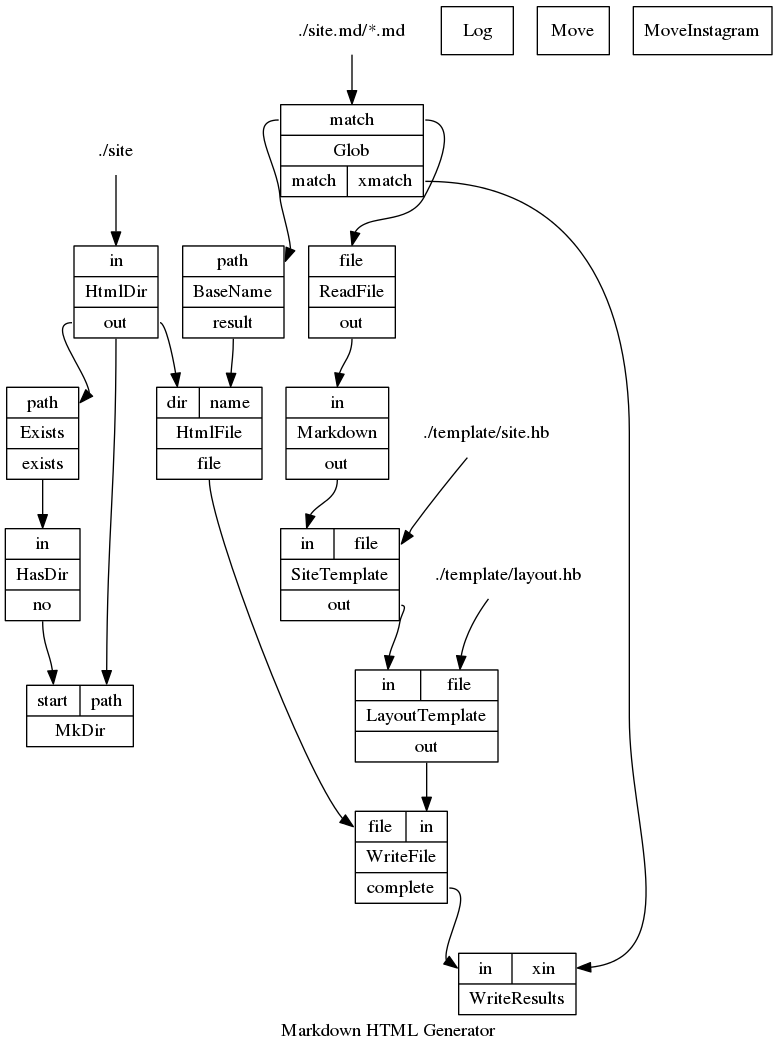 ./site.md/*.md
Log
Move
MoveInstagram
match
Glob
match xmatch
./site
in
HtmlDir
out
path
BaseName
result
file
ReadFile
out
path
Exists
exists
dir name
HtmlFile
file
in
Markdown
out
./template/site.hb
in
HasDir
no
in file
SiteTemplate
out
./template/layout.hb
start path
MkDir
in file
LayoutTemplate
out
file in
WriteFile
complete
in xin
WriteResults
Markdown HTML Generator